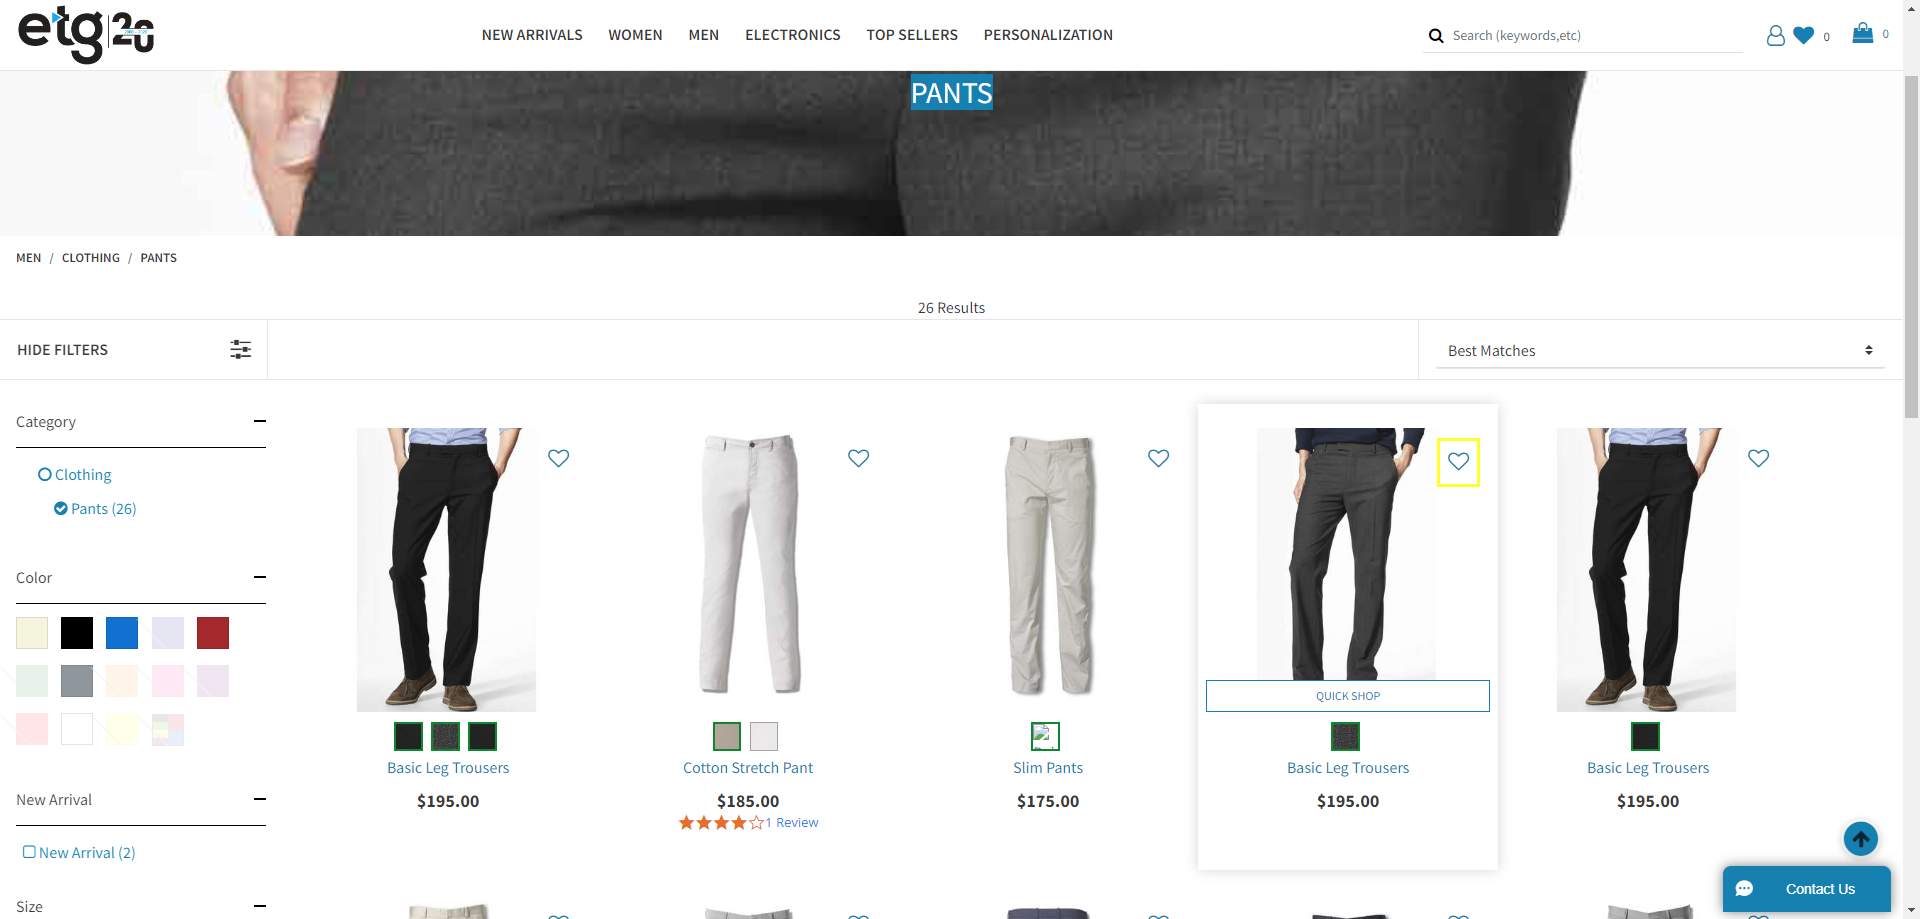 etg 20
NEW ARRIVALS WOMEN MEN ELECTRONICS TOP SELLERS PERSONALIZATION
Search (keywords,etc)
0
0
PANTS
MEN / CLOTHING / PANTS
26 Results
HIDE FILTERS
Best Matches
Category
Clothing
Pants (26)
Color
New Arrival
New Arrival (2)
Size
QUICK SHOP
Basic Leg Trousers
$195.00
Cotton Stretch Pant
$185.00
1 Review
Slim Pants
$175.00
Basic Leg Trousers
$195.00
Basic Leg Trousers
$195.00
Contact Us